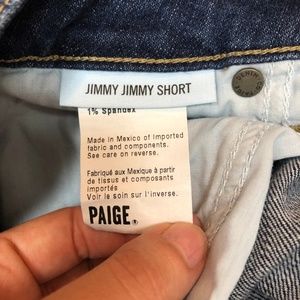 JIMMY JIMMY SHORT
1% Spandex
Made in Mexico of imported
fabric and components.
See care on reverse.
Fabriqué aux Mexique à partir
de tissus et composants
importés
Voir le soin sur l'inverse.
PAIGE®
DENIM